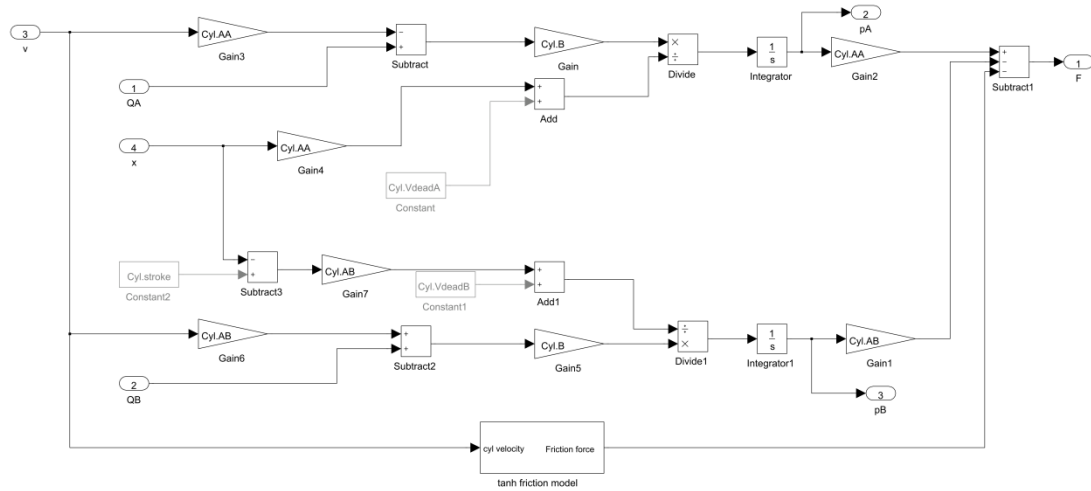 3
v
Cyl.AA
Gain3
−
+
Subtract
Cyl.B
Gain
×
÷
Divide
1
s
Integrator
2
pA
Cyl.AA
Gain2
+
−
−
Subtract1
1
F
1
QA
4
x
Cyl.AA
Gain4
+
+
Add
Cyl.VdeadA
Constant
Cyl.stroke
Constant2
−
+
Subtract3
Cyl.AB
Gain7
Cyl.VdeadB
Constant1
+
+
Add1
Cyl.AB
Gain6
+
+
Subtract2
Cyl.B
Gain5
÷
×
Divide1
1
s
Integrator1
Cyl.AB
Gain1
3
pB
2
QB
cyl velocity Friction force
tanh friction model